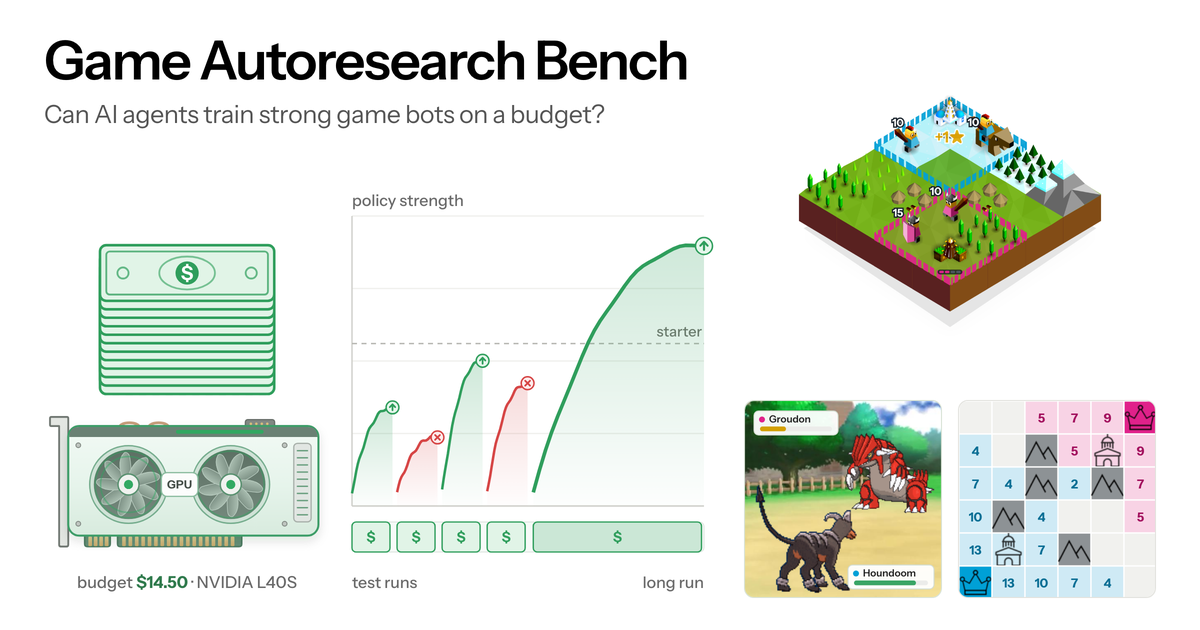 Game Autoresearch Bench
Can AI agents train strong game bots on a budget?
policy strength
starter
$
GPU
$ $ $ $ $
budget $14.50 · NVIDIA L40S
test runs
long run
10
10
+1
10
15
Groudon
Houndoom
5 7 9
4 5 9
7 4 2 7
10 4 5
13 7
13 10 7 4